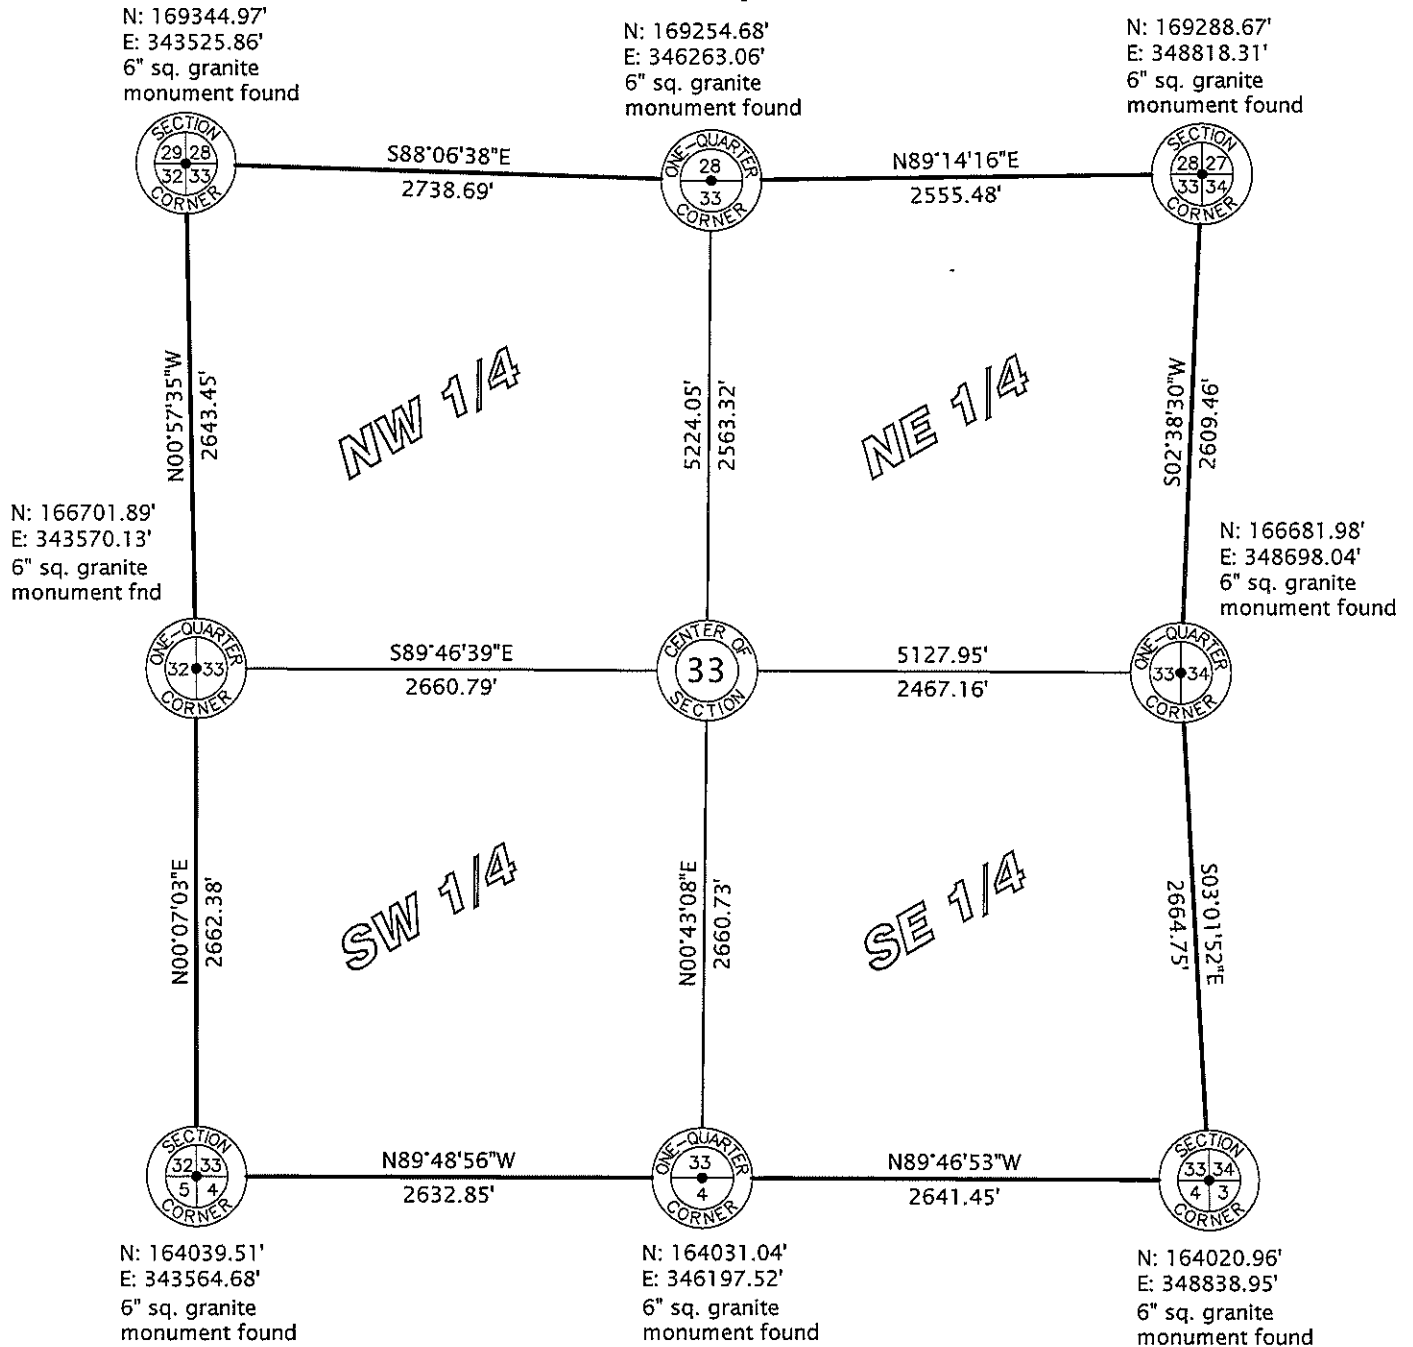 N: 169344.97'
E: 343525.86'
6" sq. granite
monument found
N: 169254.68'
E: 346263.06'
6" sq. granite
monument found
N: 169288.67'
E: 348818.31'
6" sq. granite
monument found
SECTION
29 28
32 33
CORNER
S88°06'38"E
2738.69'
ONE-QUARTER
28
33
CORNER
N89°14'16"E
2555.48'
SECTION
28 27
33 34
CORNER
N00°57'35"W
2643.45'
NW 1/4
5224.05'
2563.32'
NE 1/4
S02°38'30"W
2609.46'
N: 166701.89'
E: 343570.13'
6" sq. granite
monument fnd
N: 166681.98'
E: 348698.04'
6" sq. granite
monument found
ONE-QUARTER
32 33
CORNER
S89°46'39"E
2660.79'
CENTER OF
33
SECTION
5127.95'
2467.16'
ONE-QUARTER
33 34
CORNER
N00°07'03"E
2662.38'
SW 1/4
N00°43'08"E
2660.73'
SE 1/4
S03°01'52"E
2664.75'
SECTION
32 33
5 4
CORNER
N89°48'56"W
2632.85'
ONE-QUARTER
33
4
CORNER
N89°46'53"W
2641.45'
SECTION
33 34
4 3
CORNER
N: 164039.51'
E: 343564.68'
6" sq. granite
monument found
N: 164031.04'
E: 346197.52'
6" sq. granite
monument found
N: 164020.96'
E: 348838.95'
6" sq. granite
monument found